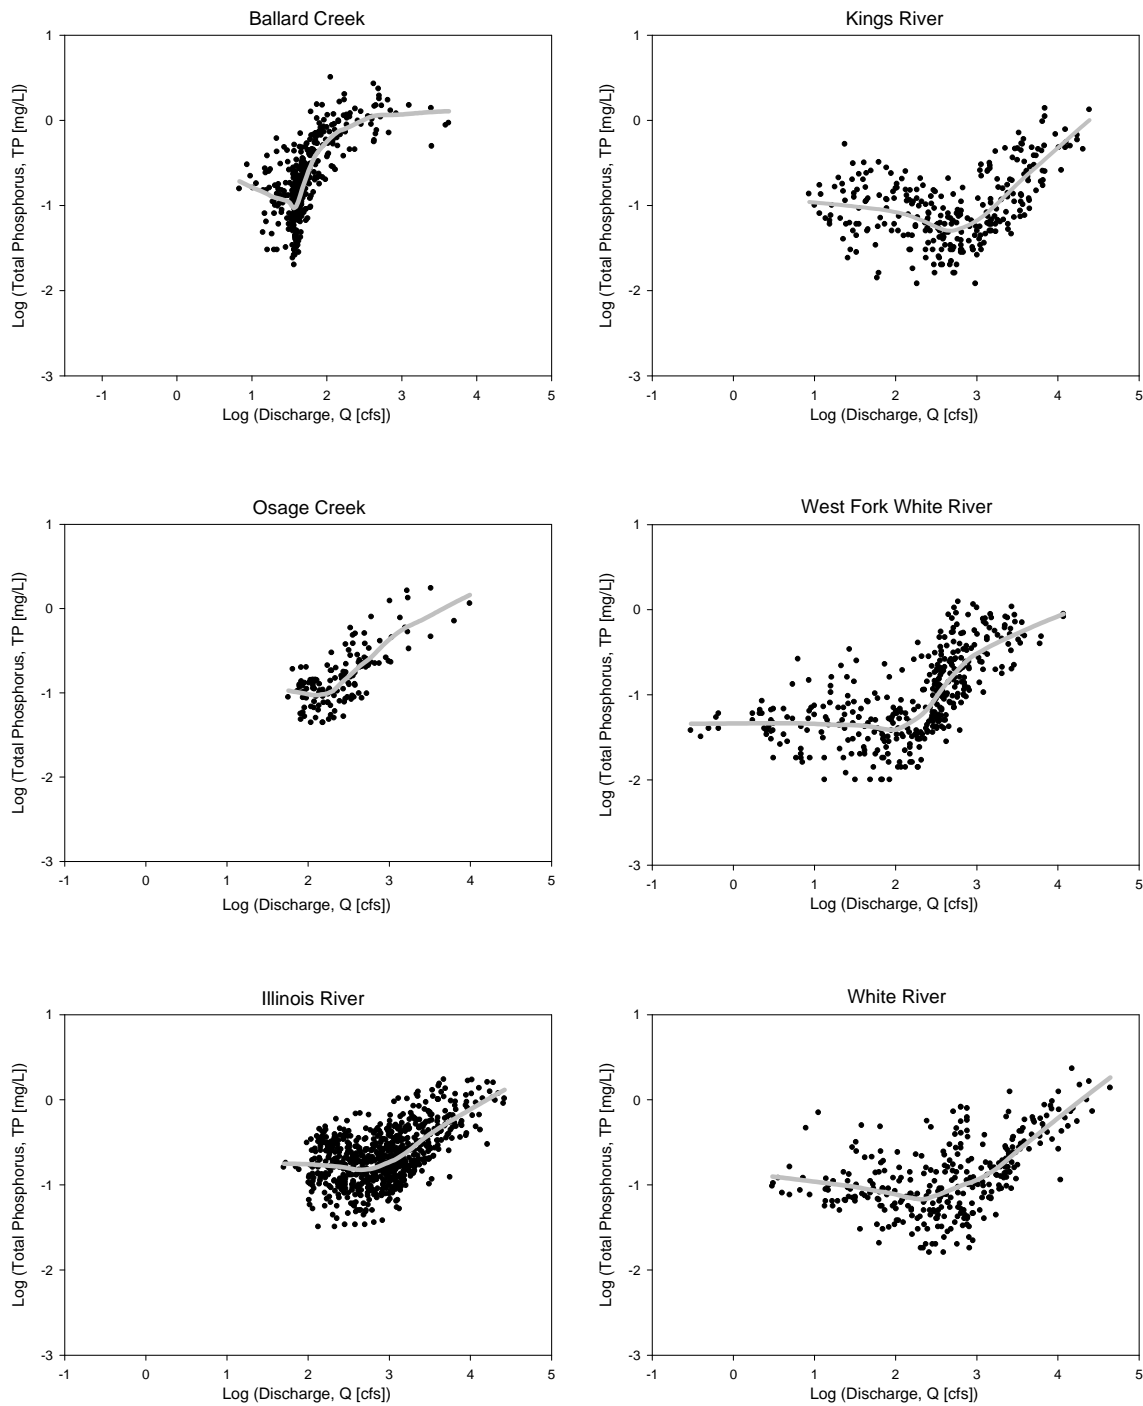 Ballard Creek
Log (Total Phosphorus, TP [mg/L])
1
0
-1
-2
-3
-1 0 1 2 3 4 5
Log (Discharge, Q [cfs])
Kings River
Log (Total Phosphorus, TP [mg/L])
1
0
-1
-2
-3
-1 0 1 2 3 4 5
Log (Discharge, Q [cfs])
Osage Creek
Log (Total Phosphorus, TP [mg/L])
1
0
-1
-2
-3
-1 0 1 2 3 4 5
Log (Discharge, Q [cfs])
West Fork White River
Log (Total Phosphorus, TP [mg/L])
1
0
-1
-2
-3
-1 0 1 2 3 4 5
Log (Discharge, Q [cfs])
Illinois River
Log (Total Phosphorus, TP [mg/L])
1
0
-1
-2
-3
-1 0 1 2 3 4 5
Log (Discharge, Q [cfs])
White River
Log (Total Phosphorus, TP [mg/L])
1
0
-1
-2
-3
-1 0 1 2 3 4 5
Log (Discharge, Q [cfs])